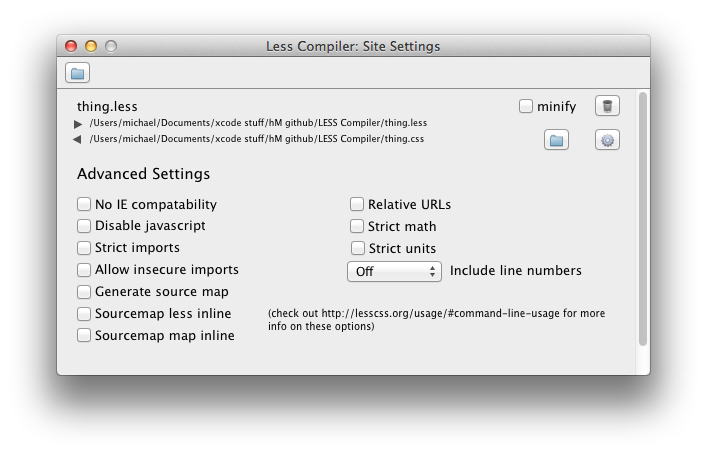 Less Compiler: Site Settings
thing.less
minify
/Users/michael/Documents/xcode stuff/hM github/LESS Compiler/thing.less
/Users/michael/Documents/xcode stuff/hM github/LESS Compiler/thing.css
Advanced Settings
No IE compatability
Relative URLs
Disable javascript
Strict math
Strict imports
Strict units
Allow insecure imports
Off
Include line numbers
Generate source map
Sourcemap less inline
(check out http://lesscss.org/usage/#command-line-usage for more
info on these options)
Sourcemap map inline